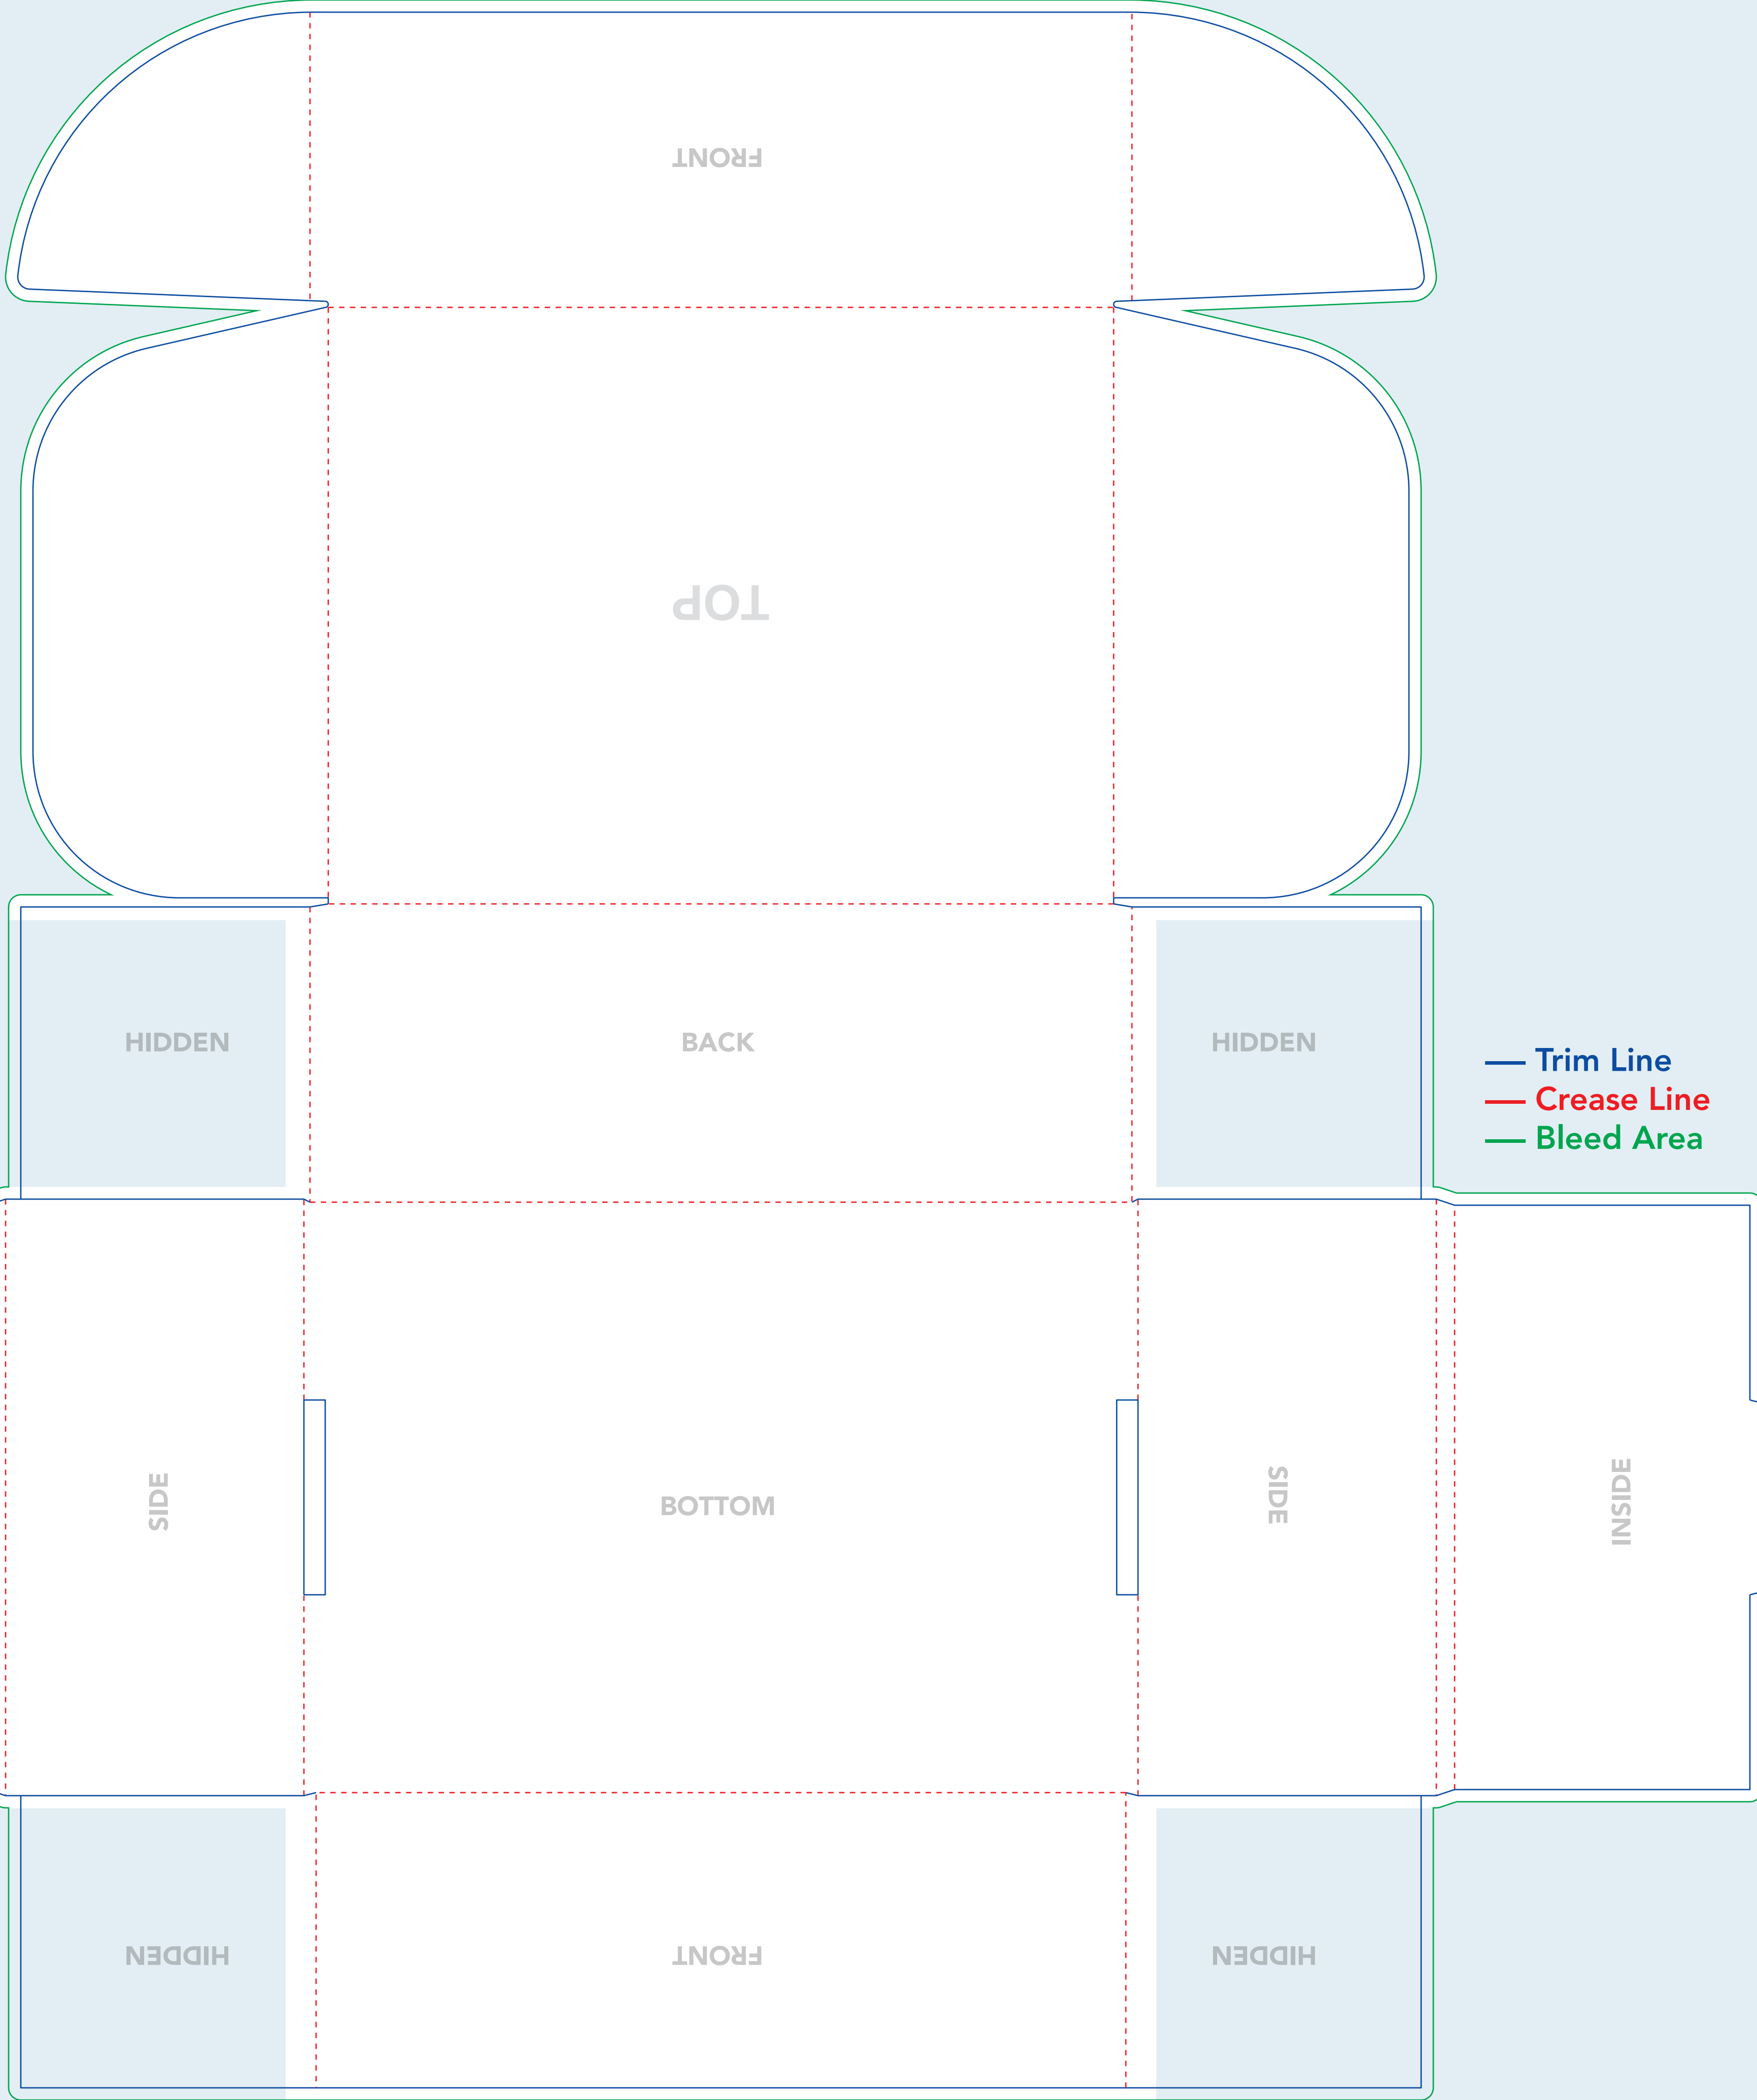 FRONT
TOP
HIDDEN
BACK
HIDDEN
Trim Line
Crease Line
Bleed Area
SIDE
BOTTOM
SIDE
INSIDE
HIDDEN
FRONT
HIDDEN